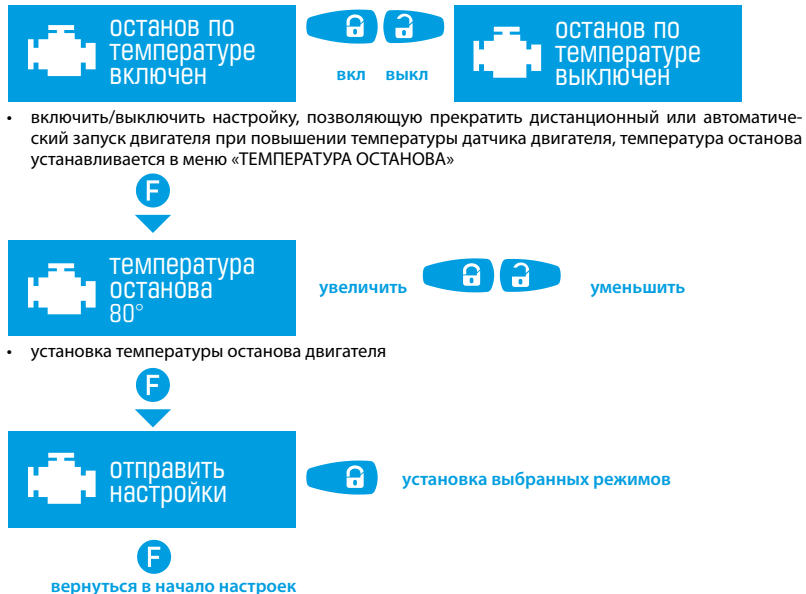 останов по
температуре
включен
вкл выкл
останов по
температуре
выключен
• включить/выключить настройку, позволяющую прекратить дистанционный или автоматиче-
ский запуск двигателя при повышении температуры датчика двигателя, температура останова
устанавливается в меню «ТЕМПЕРАТУРА ОСТАНОВА»
F
температура
останова
80°
увеличить
уменьшить
• установка температуры останова двигателя
F
отправить
настройки
установка выбранных режимов
F
вернуться в начало настроек